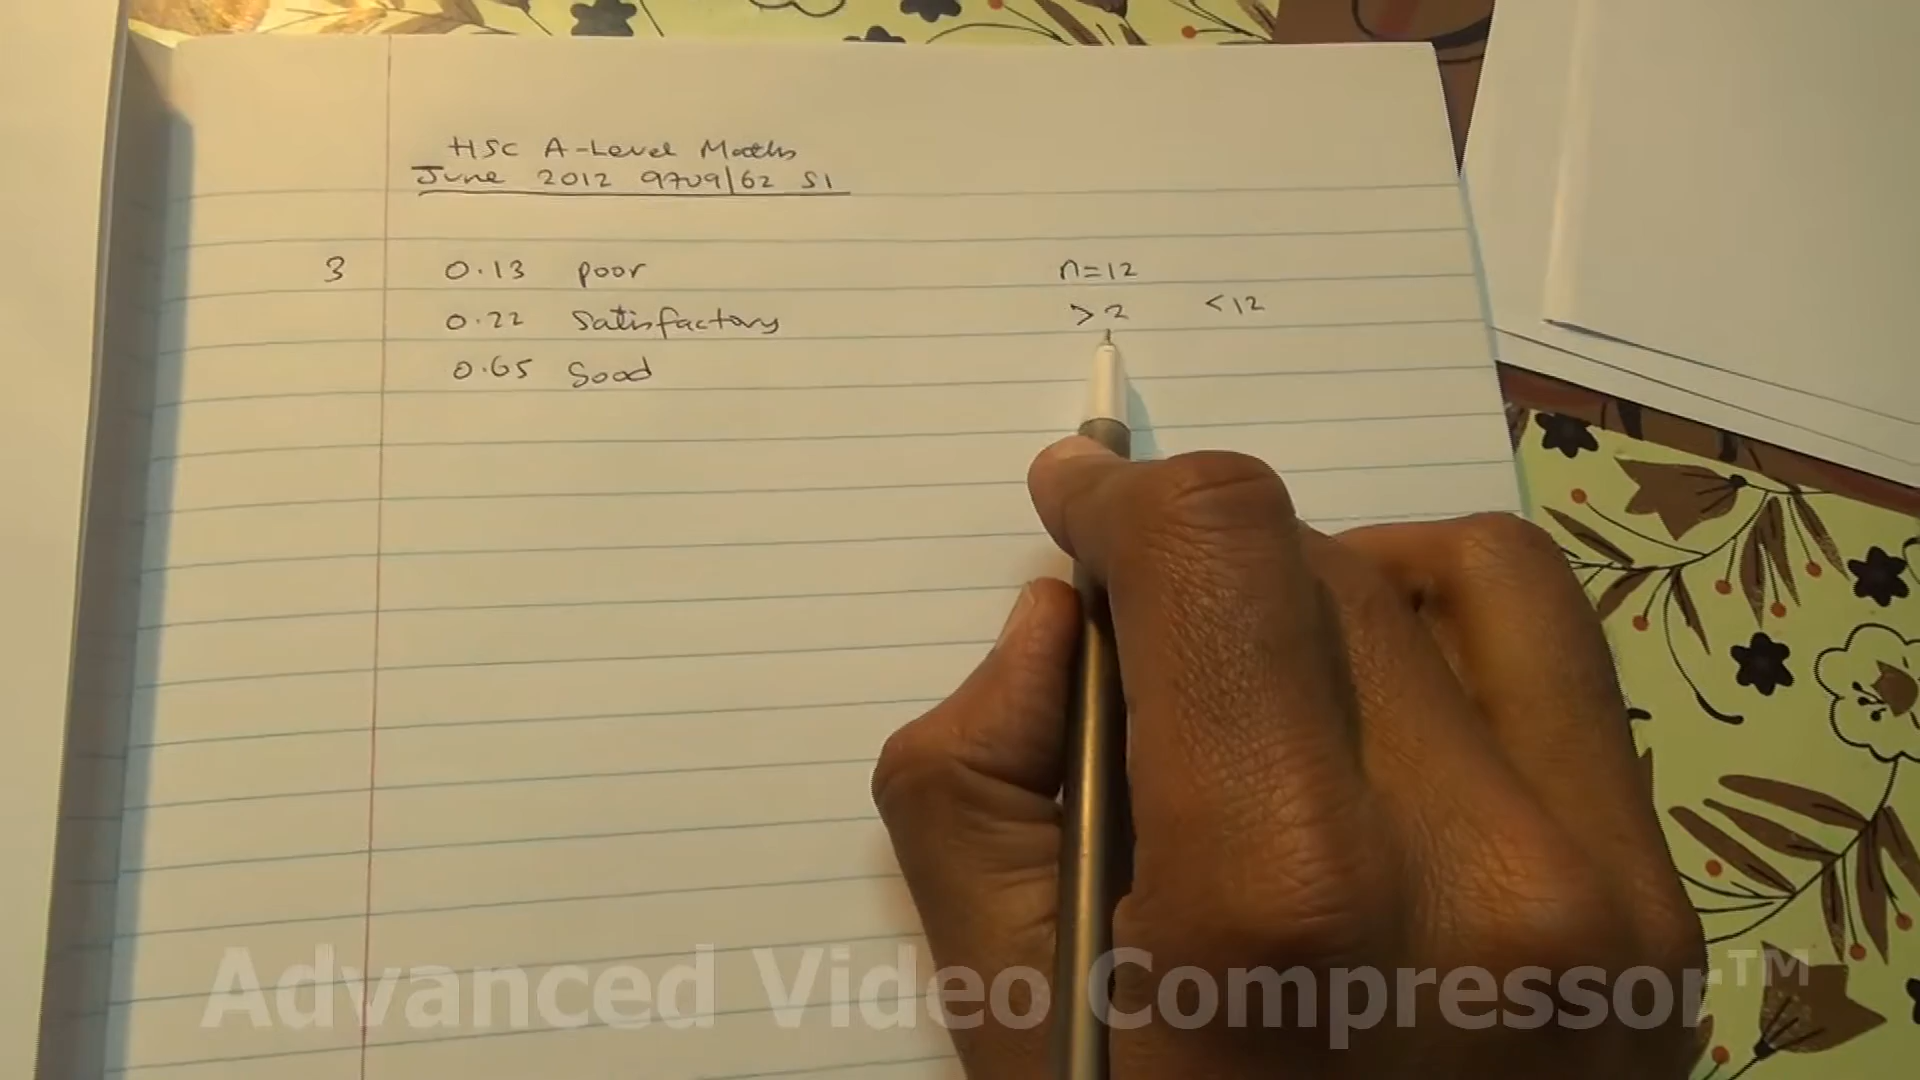 HSC A-Level Maths
June 2012 9709/62 S1
3 0.13 poor n=12
0.22 Satisfactory >2 <12
0.65 Good
Advanced Video Compressor™